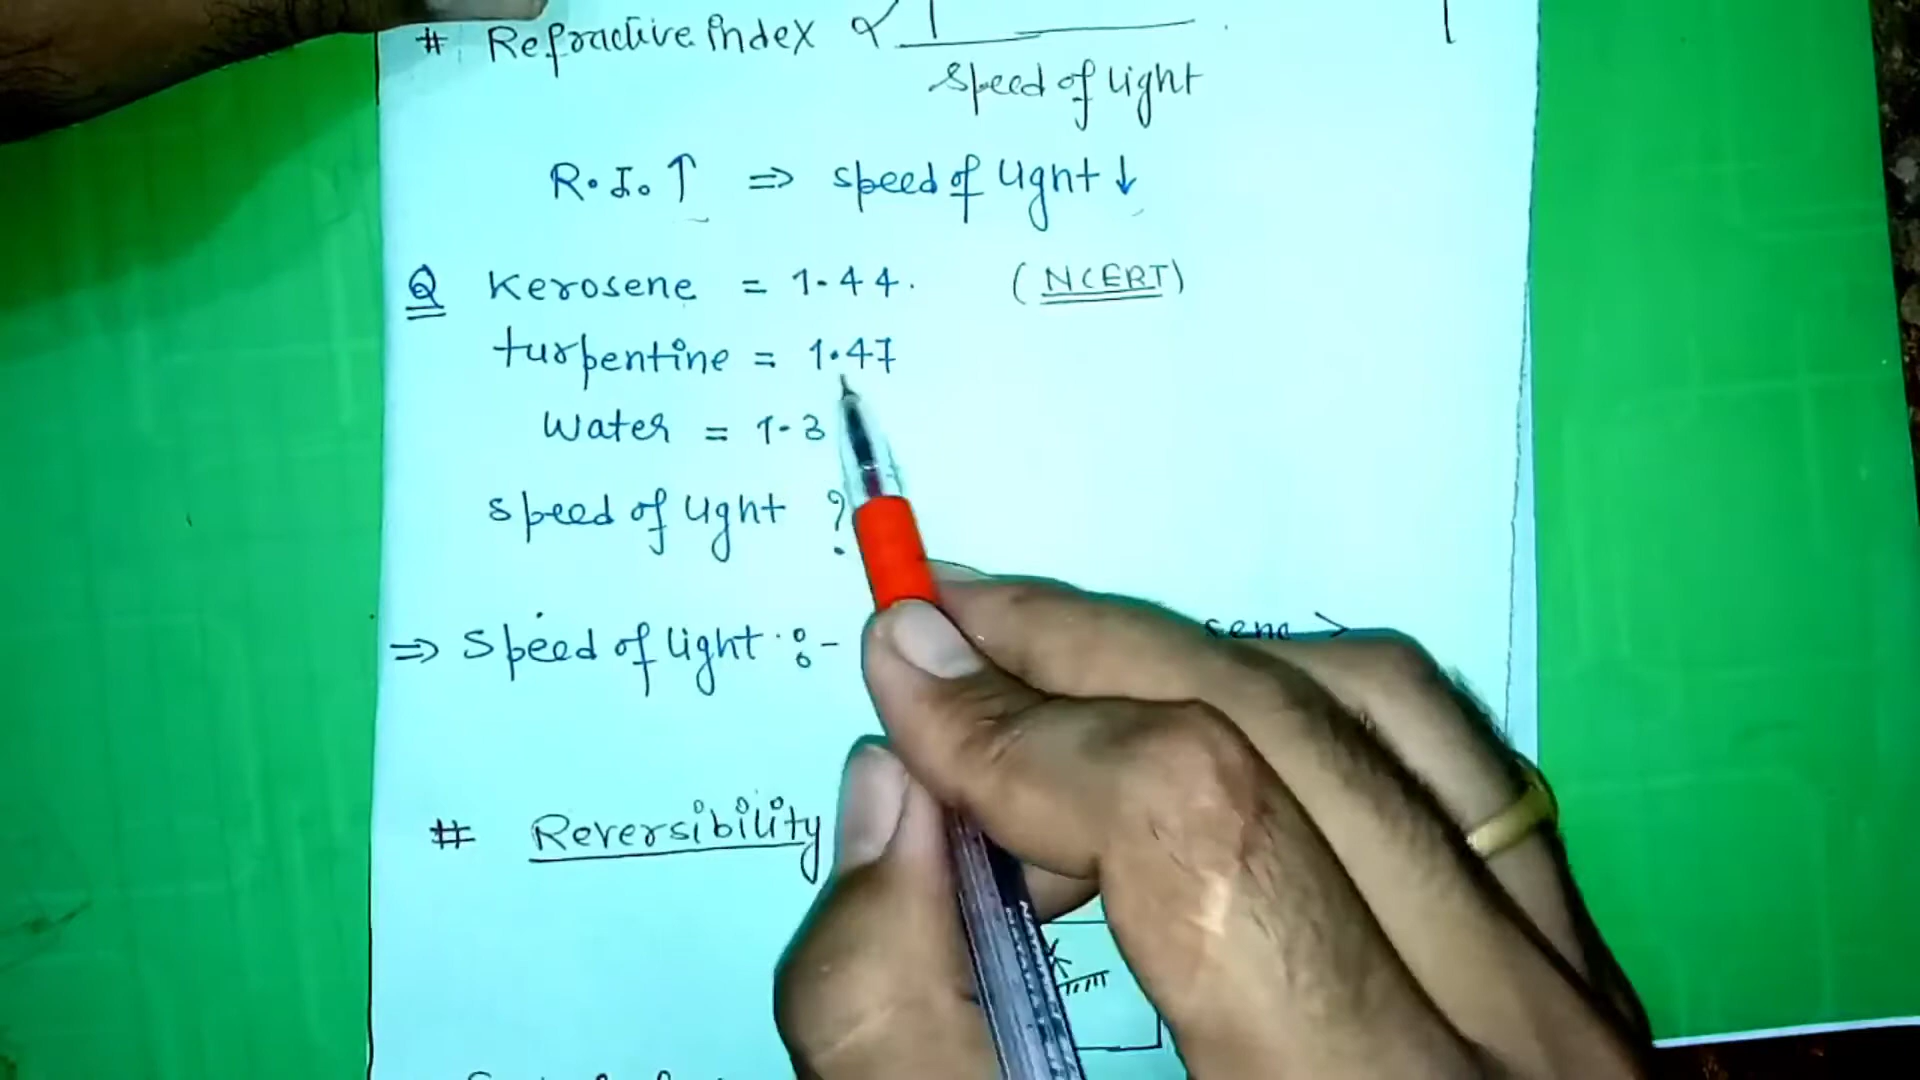 # Refractive index ∝ 1
speed of light
R.I. ↑ ⇒ speed of light ↓
Q Kerosene = 1.44. (NCERT)
turpentine = 1.47
Water = 1.3
speed of light ?
⇒ speed of light :- sene >
# Reversibility